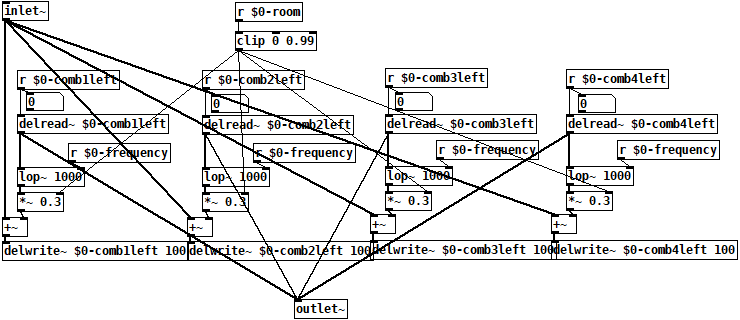 inlet~
r $0-room
clip 0 0.99
r $0-comb1left
r $0-comb2left
r $0-comb3left
r $0-comb4left
0
0
0
0
delread~ $0-comb1left
delread~ $0-comb2left
delread~ $0-comb3left
delread~ $0-comb4left
r $0-frequency
r $0-frequency
r $0-frequency
r $0-frequency
lop~ 1000
lop~ 1000
lop~ 1000
lop~ 1000
*~ 0.3
*~ 0.3
*~ 0.3
*~ 0.3
+~
+~
+~
+~
delwrite~ $0-comb1left 100
delwrite~ $0-comb2left 100
delwrite~ $0-comb3left 100
delwrite~ $0-comb4left 100
outlet~